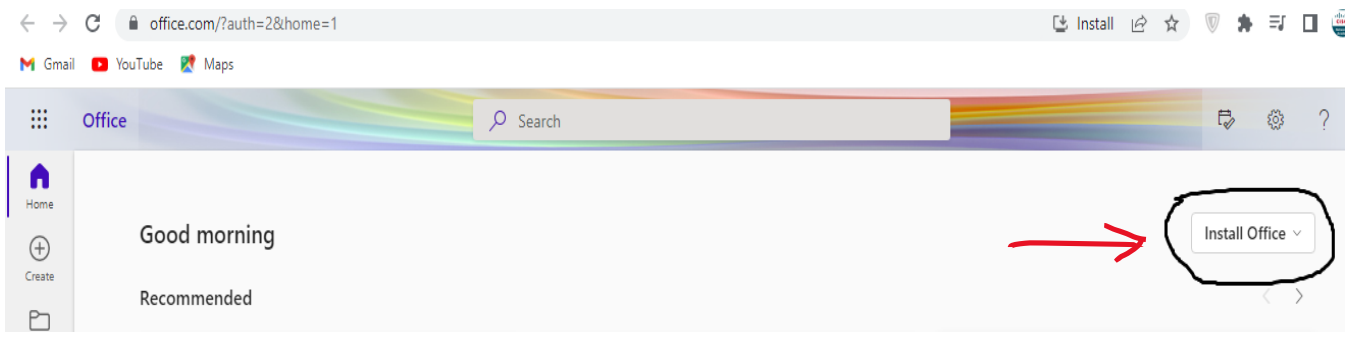 office.com/?auth=2&home=1
Install
Gmail
YouTube
Maps
Office
Search
?
Home
Good morning
Install Office
Create
Recommended